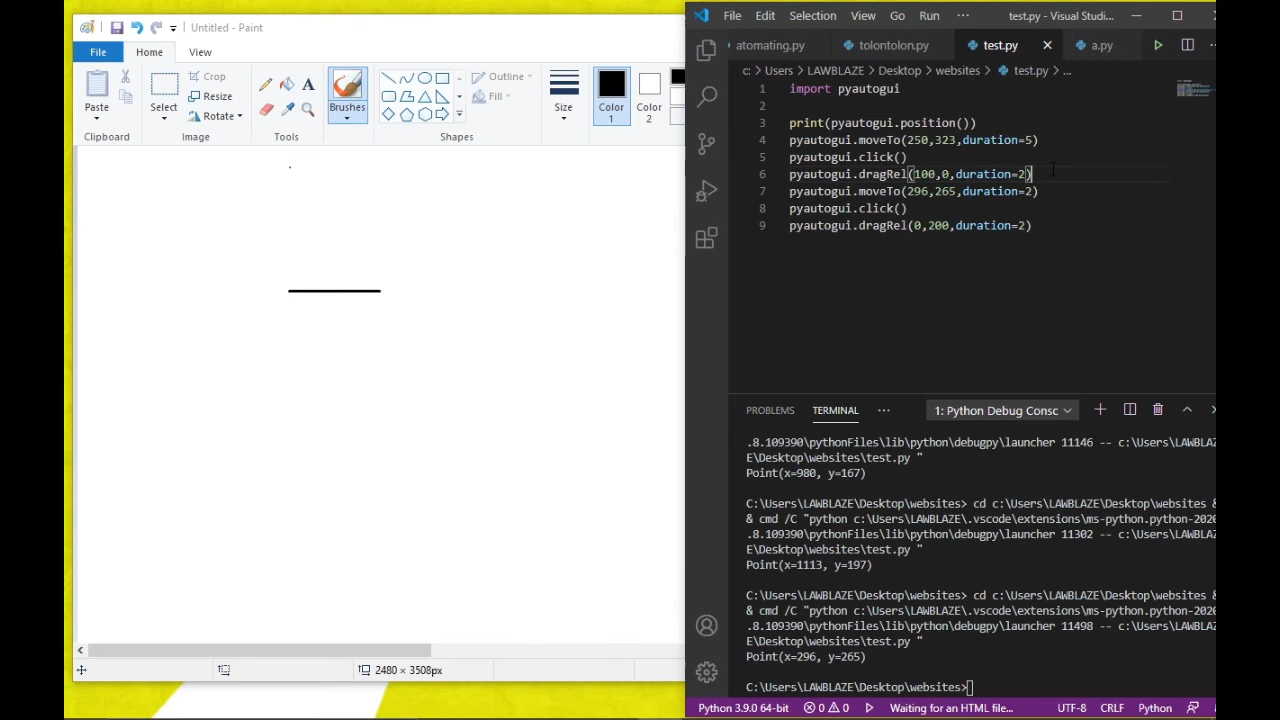 Untitled - Paint
File Home View
Paste
Select
Crop
Resize
Rotate
Brushes
Outline
Fill
Size
Color
1
Color
2
Clipboard Image Tools Shapes
2480 × 3508px
File Edit Selection View Go Run ··· test.py - Visual Studi...
atomating.py tolontolon.py test.py a.py
c: > Users > LAWBLAZE > Desktop > websites > test.py > ...
1 import pyautogui
2
3 print(pyautogui.position())
4 pyautogui.moveTo(250,323,duration=5)
5 pyautogui.click()
6 pyautogui.dragRel(100,0,duration=2)
7 pyautogui.moveTo(296,265,duration=2)
8 pyautogui.click()
9 pyautogui.dragRel(0,200,duration=2)
PROBLEMS TERMINAL ··· 1: Python Debug Consc
.8.109390\pythonFiles\lib\python\debugpy\launcher 11146 -- c:\Users\LAWBLAZ
E\Desktop\websites\test.py "
Point(x=980, y=167)
C:\Users\LAWBLAZE\Desktop\websites> cd c:\Users\LAWBLAZE\Desktop\websites &
& cmd /C "python c:\Users\LAWBLAZE\.vscode\extensions\ms-python.python-2020
.8.109390\pythonFiles\lib\python\debugpy\launcher 11302 -- c:\Users\LAWBLAZ
E\Desktop\websites\test.py "
Point(x=1113, y=197)
C:\Users\LAWBLAZE\Desktop\websites> cd c:\Users\LAWBLAZE\Desktop\websites &
& cmd /C "python c:\Users\LAWBLAZE\.vscode\extensions\ms-python.python-2020
.8.109390\pythonFiles\lib\python\debugpy\launcher 11498 -- c:\Users\LAWBLAZ
E\Desktop\websites\test.py "
Point(x=296, y=265)
C:\Users\LAWBLAZE\Desktop\websites>
Python 3.9.0 64-bit 0 0 Waiting for an HTML file... UTF-8 CRLF Python